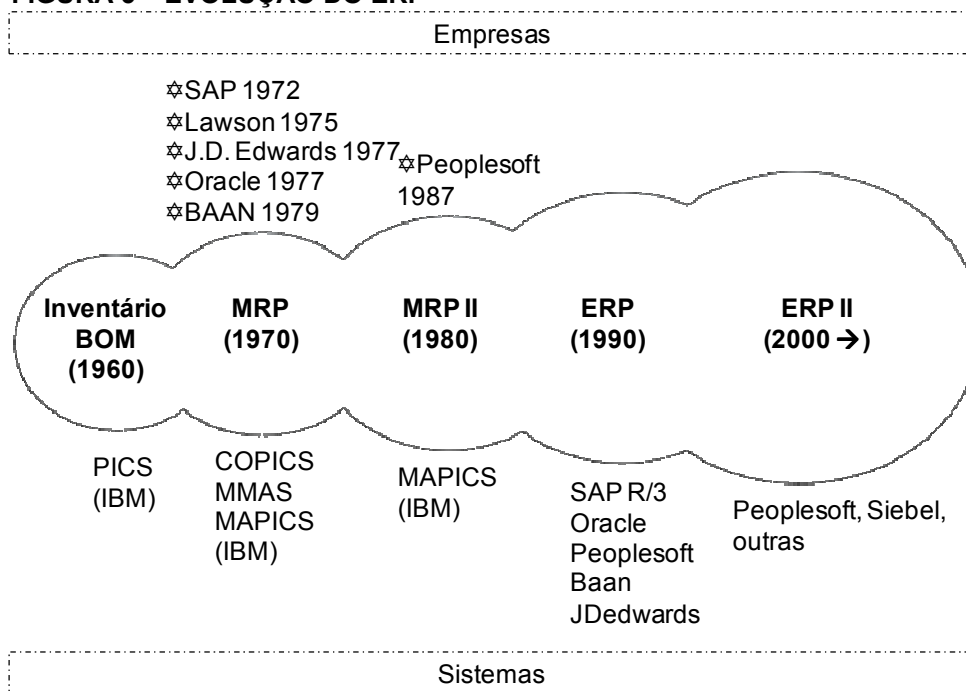 Empresas
✡SAP 1972
✡Lawson 1975
✡J.D. Edwards 1977
✡Oracle 1977
✡BAAN 1979
✡Peoplesoft
1987
Inventário
BOM
(1960)
MRP
(1970)
MRP II
(1980)
ERP
(1990)
ERP II
(2000 →)
PICS
(IBM)
COPICS
MMAS
MAPICS
(IBM)
MAPICS
(IBM)
SAP R/3
Oracle
Peoplesoft
Baan
JDedwards
Peoplesoft, Siebel,
outras
Sistemas